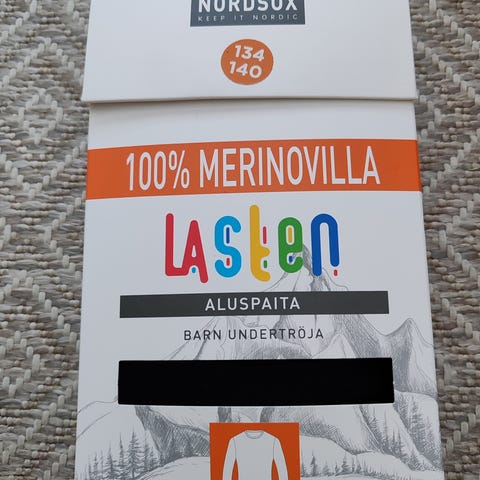 NORDSOX
KEEP IT NORDIC
134
140
100% MERINOVILLA
LASten
ALUSPAITA
BARN UNDERTRÖJA